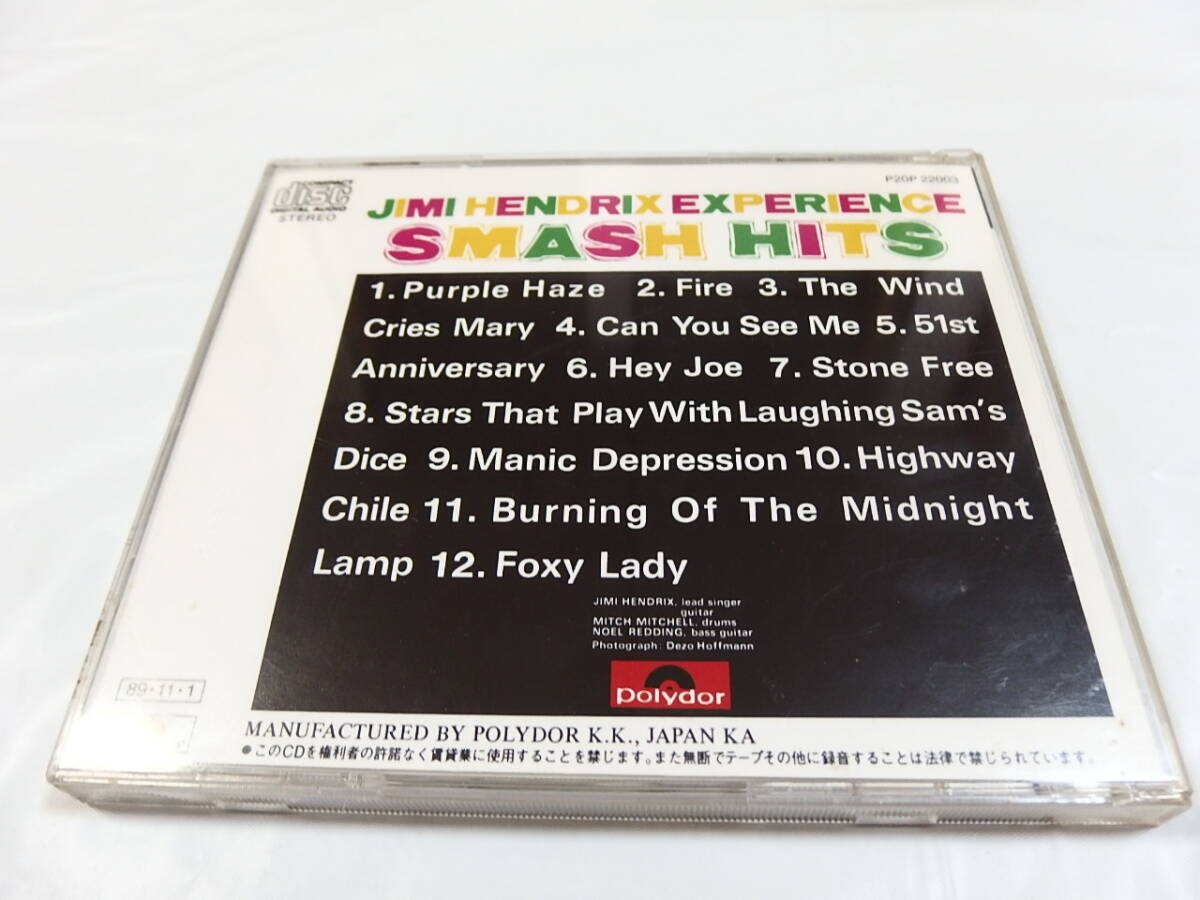 disc
DIGITAL AUDIO
STEREO
P20P 22003
JIMI HENDRIX EXPERIENCE
SMASH HITS
1. Purple Haze 2. Fire 3. The Wind
Cries Mary 4. Can You See Me 5. 51st
Anniversary 6. Hey Joe 7. Stone Free
8. Stars That Play With Laughing Sam's
Dice 9. Manic Depression 10. Highway
Chile 11. Burning Of The Midnight
Lamp 12. Foxy Lady
JIMI HENDRIX, lead singer
guitar
MITCH MITCHELL, drums
NOEL REDDING, bass guitar
Photograph: Dezo Hoffmann
polydor
89・11・1
MANUFACTURED BY POLYDOR K.K., JAPAN KA
●このCDを権利者の許諾なく賃貸業に使用することを禁じます。また無断でテープその他に録音することは法律で禁じられています。